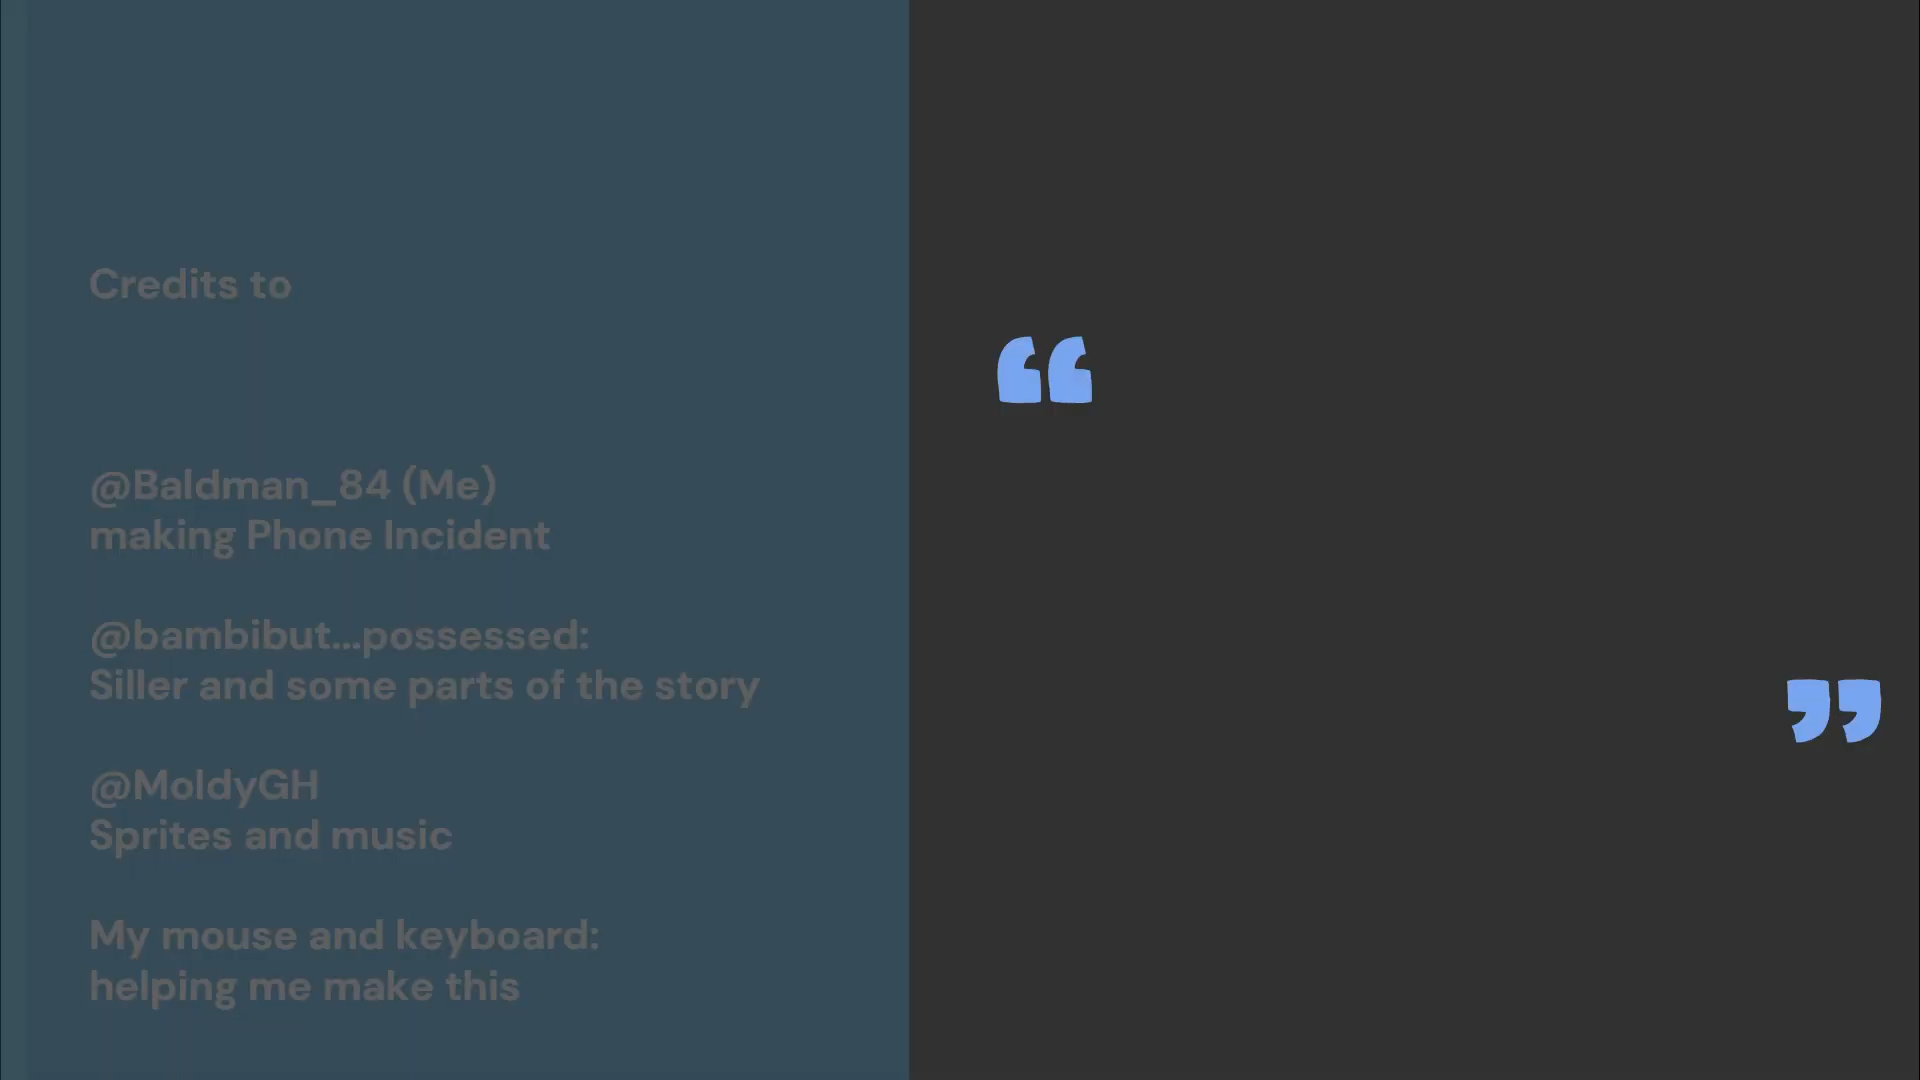 Credits to
@Baldman_84 (Me)
making Phone Incident
@bambibut...possessed:
Siller and some parts of the story
@MoldyGH
Sprites and music
My mouse and keyboard:
helping me make this
“
”